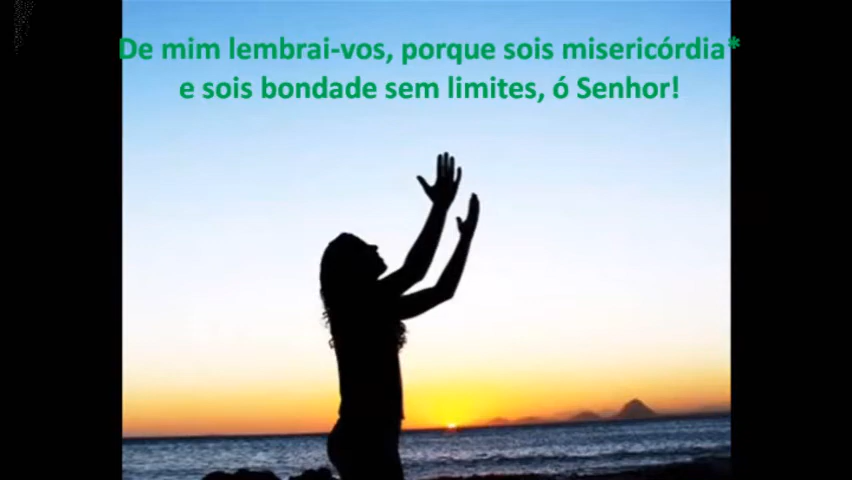 De mim lembrai-vos, porque sois misericórdia*
e sois bondade sem limites, ó Senhor!